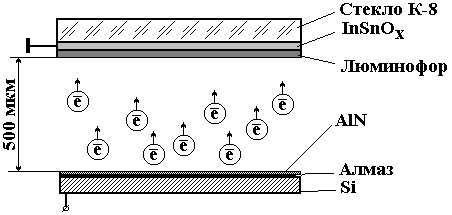 Стекло К-8
InSnOx
Люминофор
500 мкм
e̅ e̅ e̅ e̅ e̅ e̅ e̅ e̅
AlN
Алмаз
Si